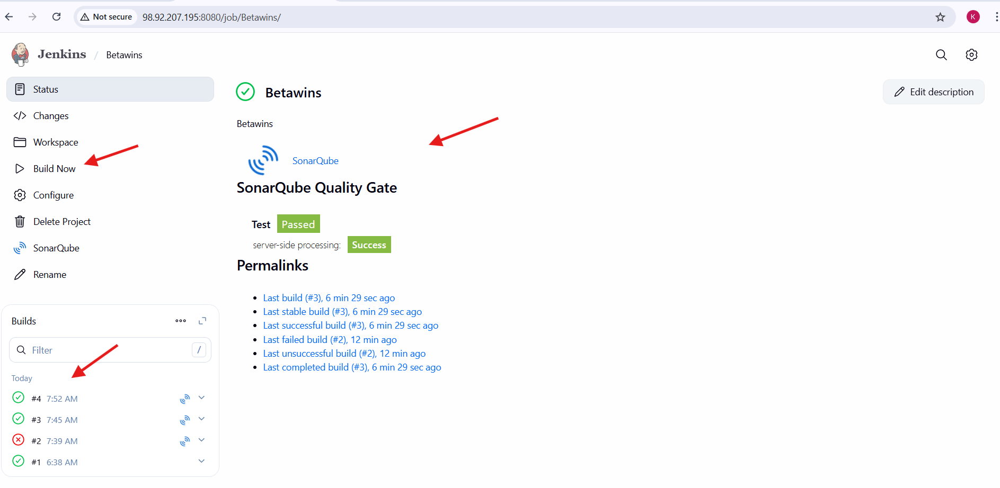 Not secure 98.92.207.195:8080/job/Betawins/ K
Jenkins / Betawins
Status
Changes
Workspace
Build Now
Configure
Delete Project
SonarQube
Rename
Builds
Filter /
Today
#4 7:52 AM
#3 7:45 AM
#2 7:39 AM
#1 6:38 AM
Betawins
Edit description
Betawins
SonarQube
SonarQube Quality Gate
Test Passed
server-side processing: Success
Permalinks
Last build (#3), 6 min 29 sec ago
Last stable build (#3), 6 min 29 sec ago
Last successful build (#3), 6 min 29 sec ago
Last failed build (#2), 12 min ago
Last unsuccessful build (#2), 12 min ago
Last completed build (#3), 6 min 29 sec ago